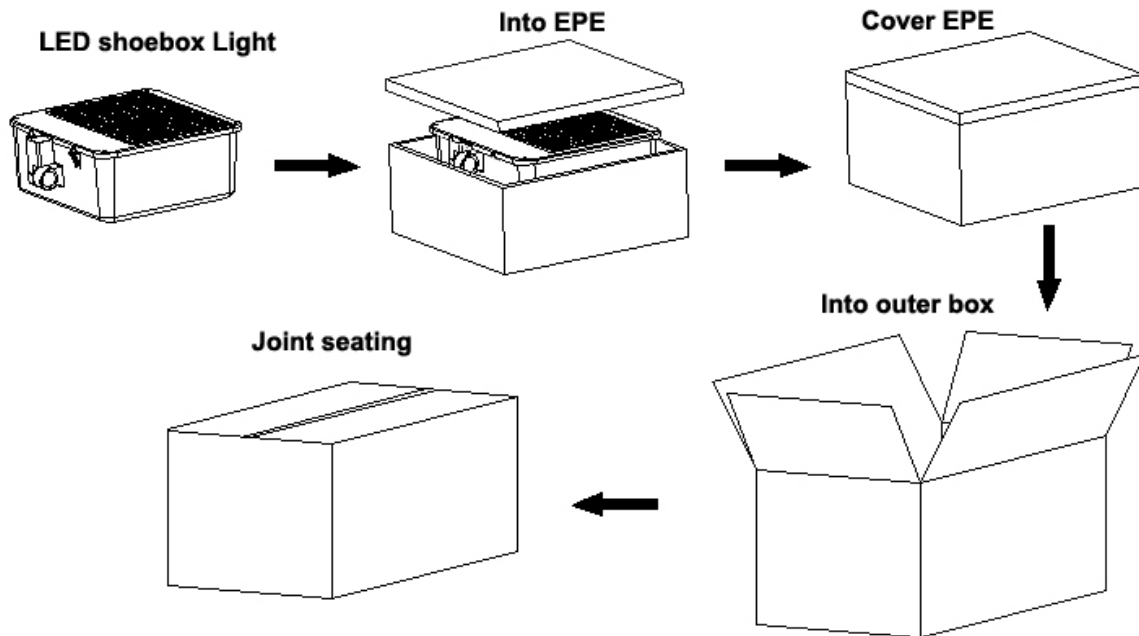 LED shoebox Light
Into EPE
Cover EPE
Into outer box
Joint seating